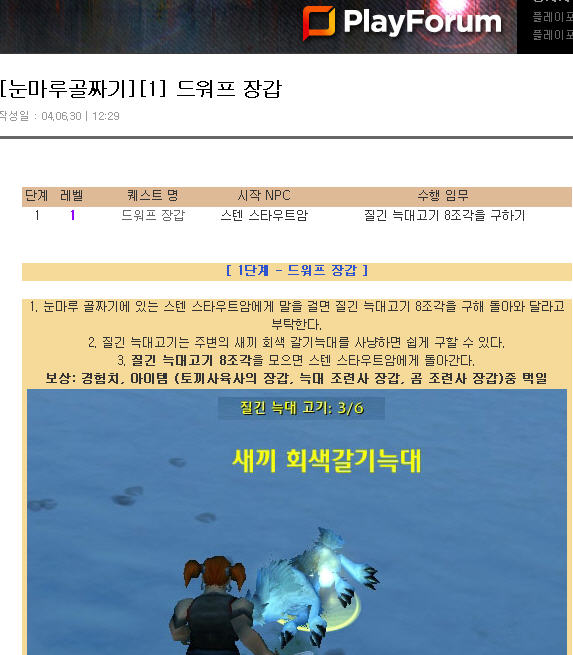 PlayForum
플레이포
플레이포
[눈마루골짜기][1] 드워프 장갑
작성일 : 04.06.30 | 12:29
단계 레벨 퀘스트 명 시작 NPC 수행 임무
1 1 드워프 장갑 스텐 스타우트암 질긴 늑대고기 8조각을 구하기
[ 1단계 - 드워프 장갑 ]
1. 눈마루 골짜기에 있는 스텐 스타우트암에게 말을 걸면 질긴 늑대고기 8조각을 구해 돌아와 달라고
부탁한다.
2. 질긴 늑대고기는 주변의 새끼 회색 갈기늑대를 사냥하면 쉽게 구할 수 있다.
3. 질긴 늑대고기 8조각을 모으면 스텐 스타우트암에게 돌아간다.
보상: 경험치, 아이템 (토끼사육사의 장갑, 늑대 조련사 장갑, 곰 조련사 장갑)중 택일
질긴 늑대 고기: 3/6
새끼 회색갈기늑대